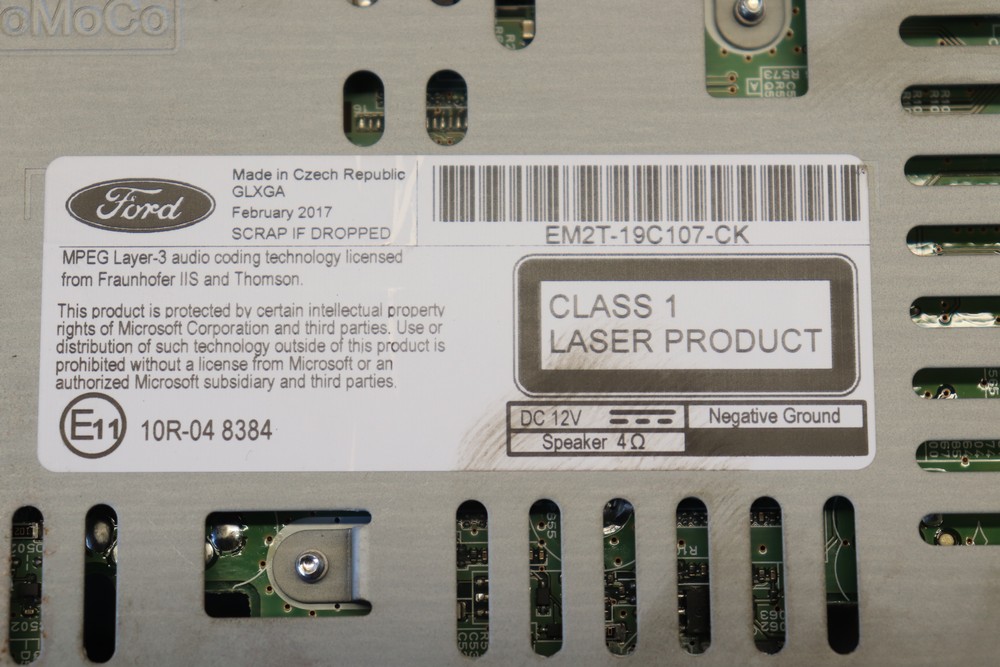 oMoCo
R573
Ford
Made in Czech Republic
GLXGA
February 2017
SCRAP IF DROPPED
EM2T-19C107-CK
MPEG Layer-3 audio coding technology licensed
from Fraunhofer IIS and Thomson.
This product is protected by certain intellectual property
rights of Microsoft Corporation and third parties. Use or
distribution of such technology outside of this product is
prohibited without a license from Microsoft or an
authorized Microsoft subsidiary and third parties.
CLASS 1
LASER PRODUCT
E11 10R-04 8384
DC 12V
Negative Ground
Speaker 4Ω